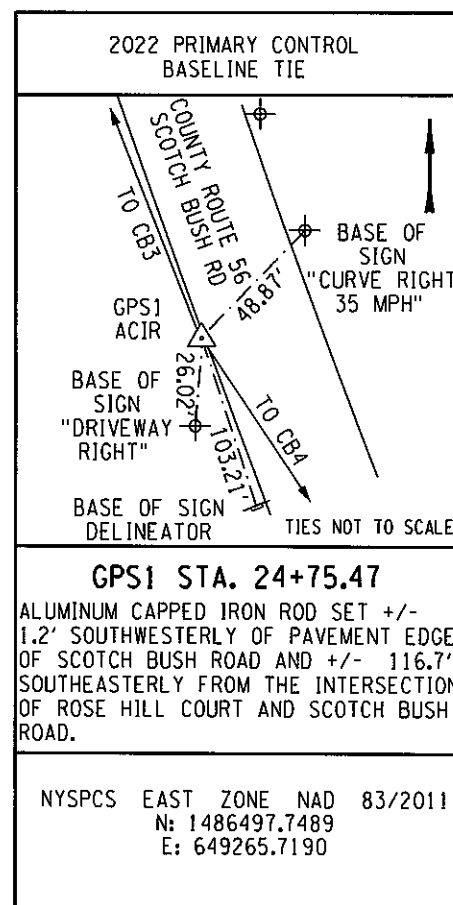 2022 PRIMARY CONTROL
BASELINE TIE
COUNTY ROUTE 56
SCOTCH BUSH RD
TO CB3
48.87'
BASE OF
SIGN
"CURVE RIGHT
35 MPH"
GPS1
ACIR
BASE OF
SIGN
"DRIVEWAY
RIGHT"
26.02'
103.21'
TO CB4
BASE OF SIGN
DELINEATOR
TIES NOT TO SCALE
GPS1 STA. 24+75.47
ALUMINUM CAPPED IRON ROD SET +/-
1.2' SOUTHWESTERLY OF PAVEMENT EDGE
OF SCOTCH BUSH ROAD AND +/- 116.7'
SOUTHEASTERLY FROM THE INTERSECTION
OF ROSE HILL COURT AND SCOTCH BUSH
ROAD.
NYSPCS EAST ZONE NAD 83/2011
N: 1486497.7489
E: 649265.7190